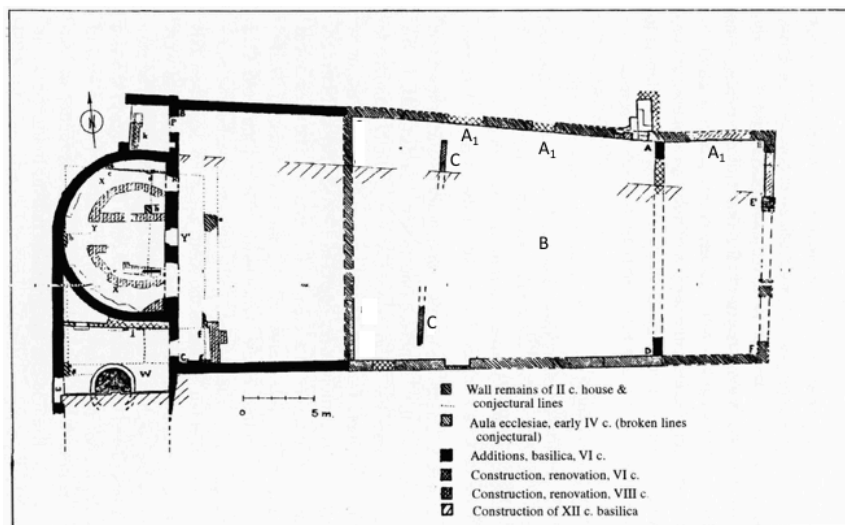 N
A₁
A₁
A₁
A
E
C
E'
B
Y'
X
Y
X
C
D
F
W
0 5 m.
Wall remains of II c. house &
conjectural lines
Aula ecclesiae, early IV c. (broken lines
conjectural)
Additions, basilica, VI c.
Construction, renovation, VI c.
Construction, renovation, VIII c
Construction of XII c. basilica